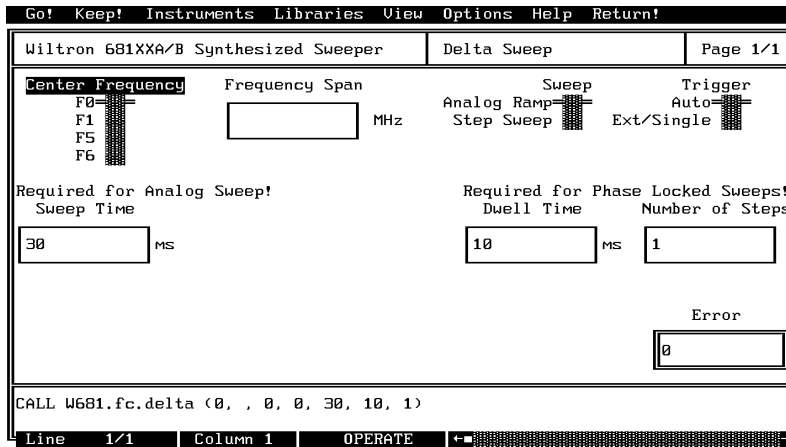 Go! Keep! Instruments Libraries View Options Help Return!
Wiltron 681XXA/B Synthesized Sweeper Delta Sweep Page 1/1
Center Frequency Frequency Span Sweep Trigger
F0 Analog Ramp Auto
F1 MHz Step Sweep Ext/Single
F5
F6
Required for Analog Sweep! Required for Phase Locked Sweeps!
Sweep Time Dwell Time Number of Steps
30 ms 10 ms 1
Error
0
CALL W681.fc.delta (0, , 0, 0, 30, 10, 1)
Line 1/1 Column 1 OPERATE